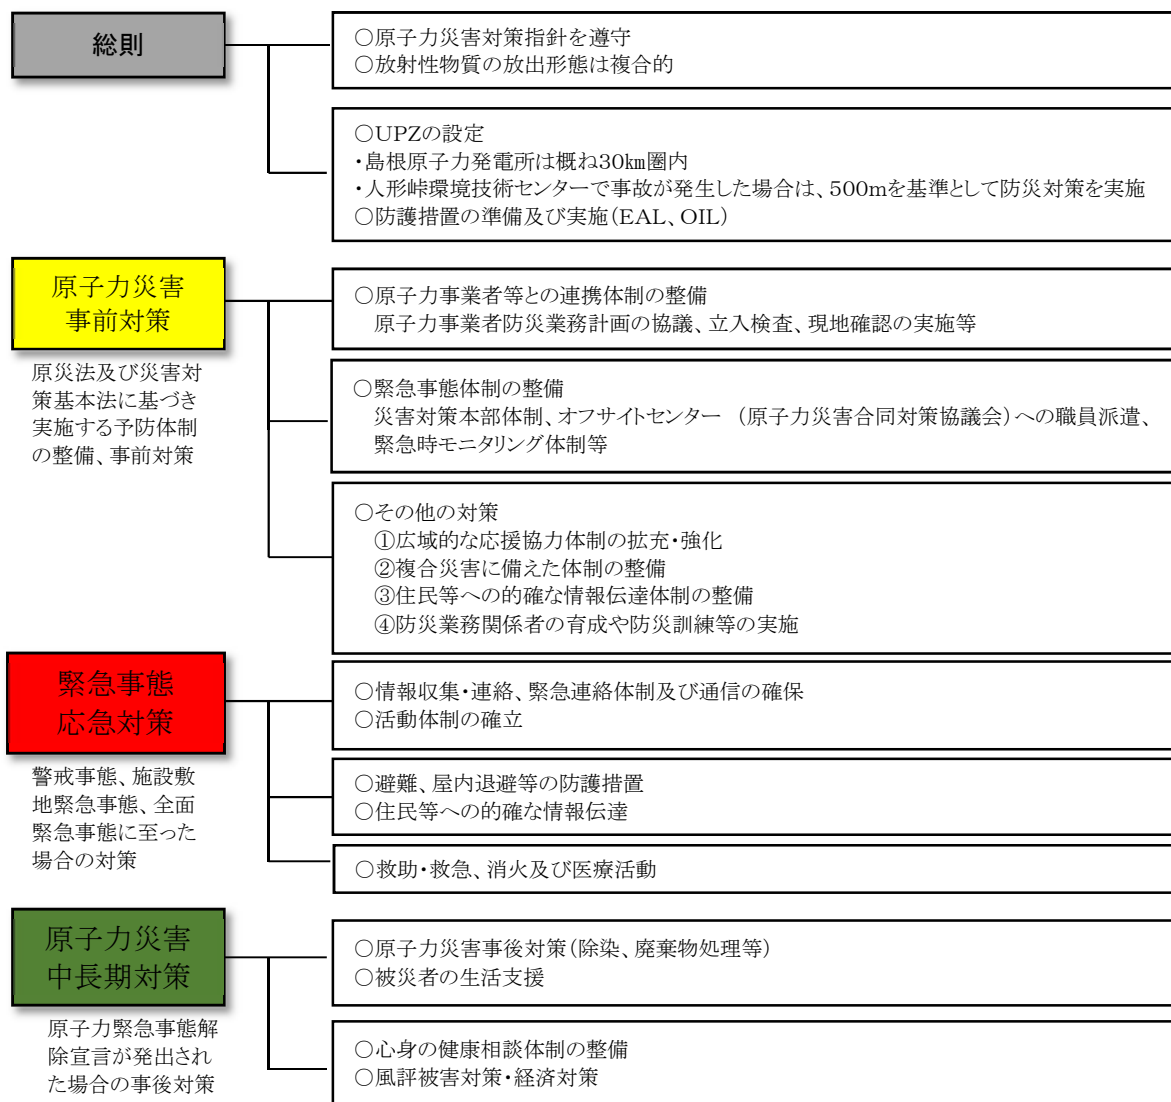 総則
○原子力災害対策指針を遵守
○放射性物質の放出形態は複合的
○UPZの設定
・島根原子力発電所は概ね30㎞圏内
・人形峠環境技術センターで事故が発生した場合は、500mを基準として防災対策を実施
○防護措置の準備及び実施(EAL、OIL)
原子力災害
事前対策
原災法及び災害対
策基本法に基づき
実施する予防体制
の整備、事前対策
○原子力事業者等との連携体制の整備
原子力事業者防災業務計画の協議、立入検査、現地確認の実施等
○緊急事態体制の整備
災害対策本部体制、オフサイトセンター (原子力災害合同対策協議会)への職員派遣、
緊急時モニタリング体制等
○その他の対策
①広域的な応援協力体制の拡充・強化
②複合災害に備えた体制の整備
③住民等への的確な情報伝達体制の整備
④防災業務関係者の育成や防災訓練等の実施
緊急事態
応急対策
警戒事態、施設敷
地緊急事態、全面
緊急事態に至った
場合の対策
○情報収集・連絡、緊急連絡体制及び通信の確保
○活動体制の確立
○避難、屋内退避等の防護措置
○住民等への的確な情報伝達
○救助・救急、消火及び医療活動
原子力災害
中長期対策
原子力緊急事態解
除宣言が発出され
た場合の事後対策
○原子力災害事後対策(除染、廃棄物処理等)
○被災者の生活支援
○心身の健康相談体制の整備
○風評被害対策・経済対策